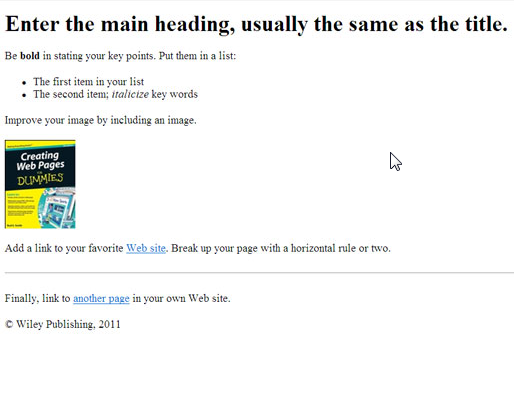 Enter the main heading, usually the same as the title.
Be bold in stating your key points. Put them in a list:
The first item in your list
The second item; italicize key words
Improve your image by including an image.
Creating
Web Pages
FOR
DUMMIES
Add a link to your favorite Web site. Break up your page with a horizontal rule or two.
Finally, link to another page in your own Web site.
© Wiley Publishing, 2011